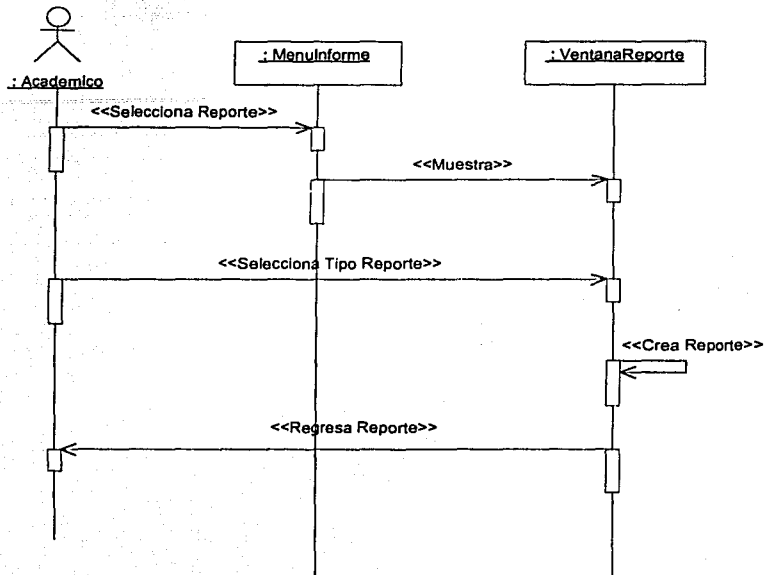 : MenuInforme
: VentanaReporte
: Academico
<<Selecciona Reporte>>
<<Muestra>>
<<Selecciona Tipo Reporte>>
<<Crea Reporte>>
<<Regresa Reporte>>